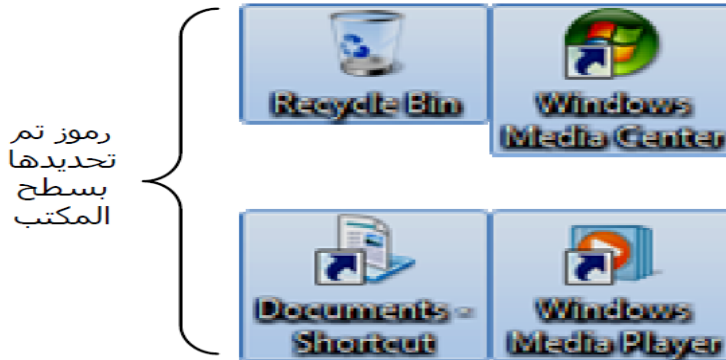 Recycle Bin
Windows
Media Center
رموز تم
تحديدها
بسطح
المكتب
Documents -
Shortcut
Windows
Media Player